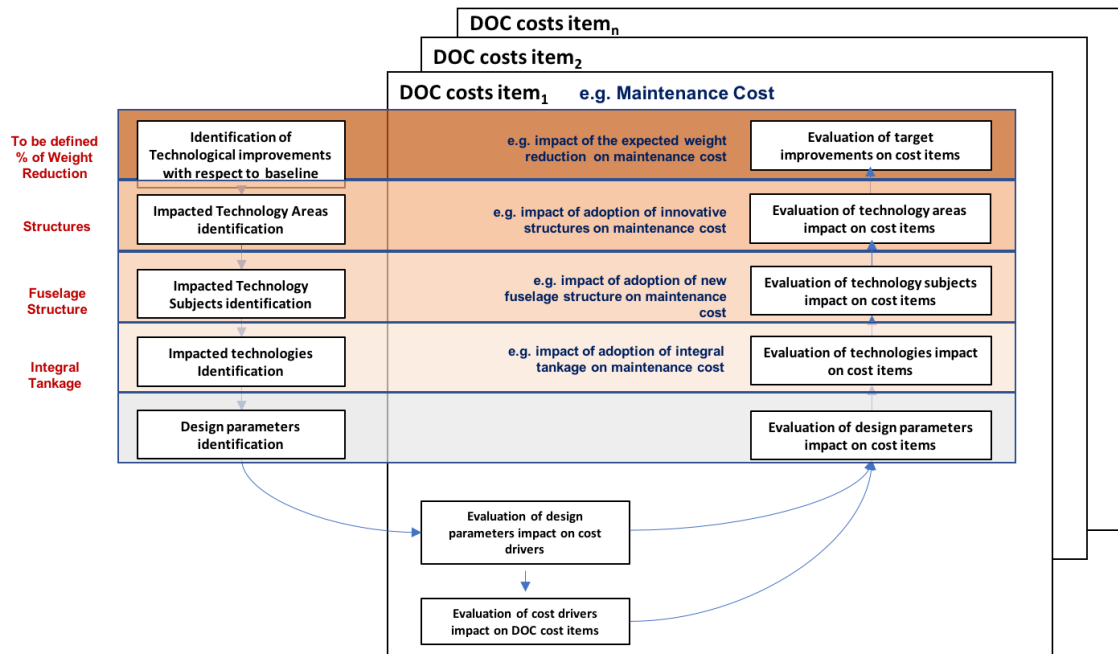 DOC costs itemn
DOC costs item2
DOC costs item1 e.g. Maintenance Cost
To be defined
% of Weight
Reduction
Identification of
Technological improvements
with respect to baseline
e.g. impact of the expected weight
reduction on maintenance cost
Evaluation of target
improvements on cost items
Structures
Impacted Technology Areas
identification
e.g. impact of adoption of innovative
structures on maintenance cost
Evaluation of technology areas
impact on cost items
Fuselage
Structure
Impacted Technology
Subjects identification
e.g. impact of adoption of new
fuselage structure on maintenance
cost
Evaluation of technology subjects
impact on cost items
Integral
Tankage
Impacted technologies
Identification
e.g. impact of adoption of integral
tankage on maintenance cost
Evaluation of technologies impact
on cost items
Design parameters
identification
Evaluation of design parameters
impact on cost items
Evaluation of design
parameters impact on cost
drivers
Evaluation of cost drivers
impact on DOC cost items